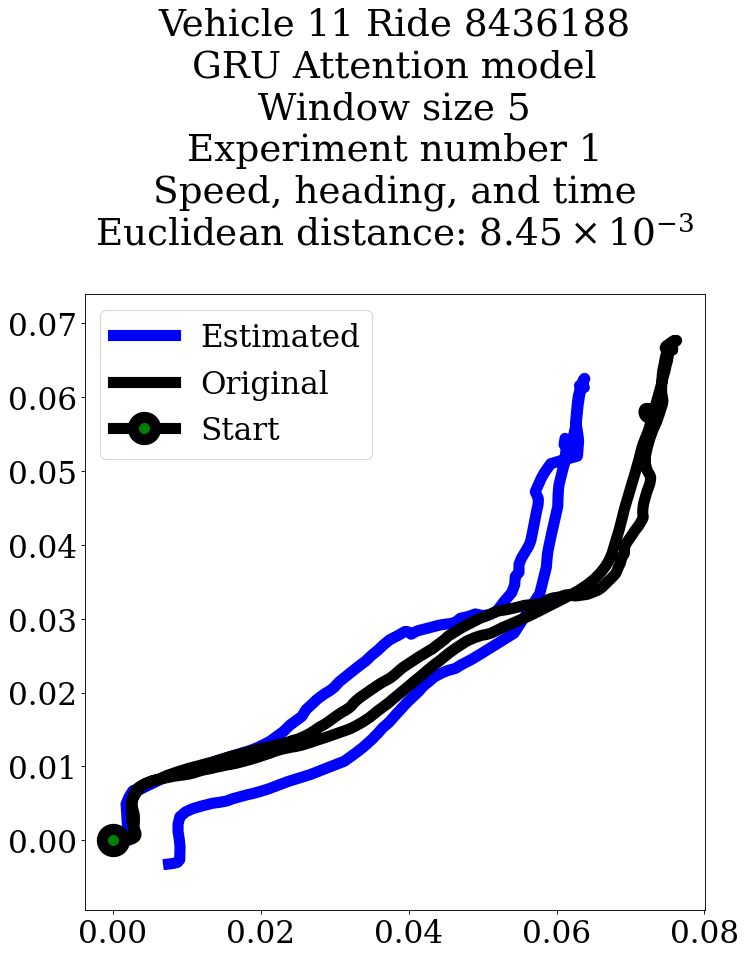 Vehicle 11 Ride 8436188
GRU Attention model
Window size 5
Experiment number 1
Speed, heading, and time
Euclidean distance: 8.45 × 10⁻³
Estimated
Original
Start
0.07
0.06
0.05
0.04
0.03
0.02
0.01
0.00
0.00 0.02 0.04 0.06 0.08